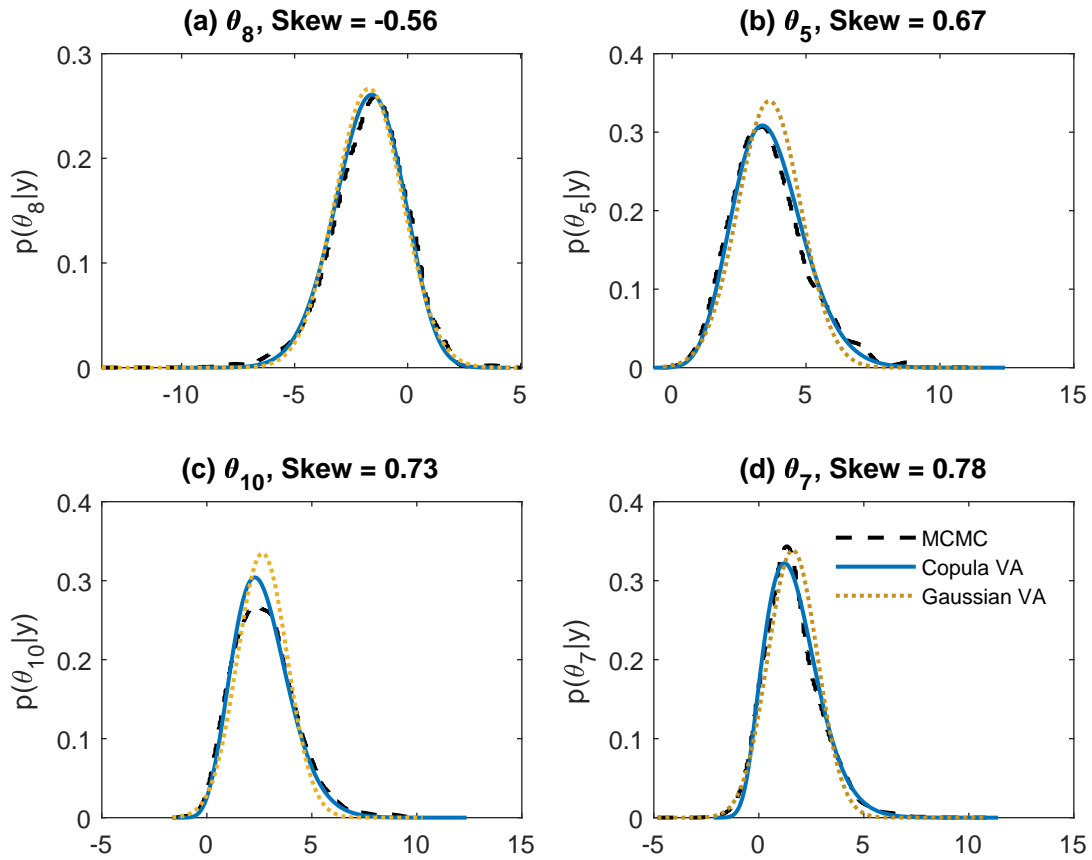 (a) θ8, Skew = -0.56
p(θ8|y)
0.3
0.2
0.1
0
-10 -5 0 5
(b) θ5, Skew = 0.67
p(θ5|y)
0.4
0.3
0.2
0.1
0
0 5 10 15
(c) θ10, Skew = 0.73
p(θ10|y)
0.4
0.3
0.2
0.1
0
0 5 10 15
(d) θ7, Skew = 0.78
p(θ7|y)
0.4
0.3
0.2
0.1
0
-5 0 5 10 15
MCMC
Copula VA
Gaussian VA